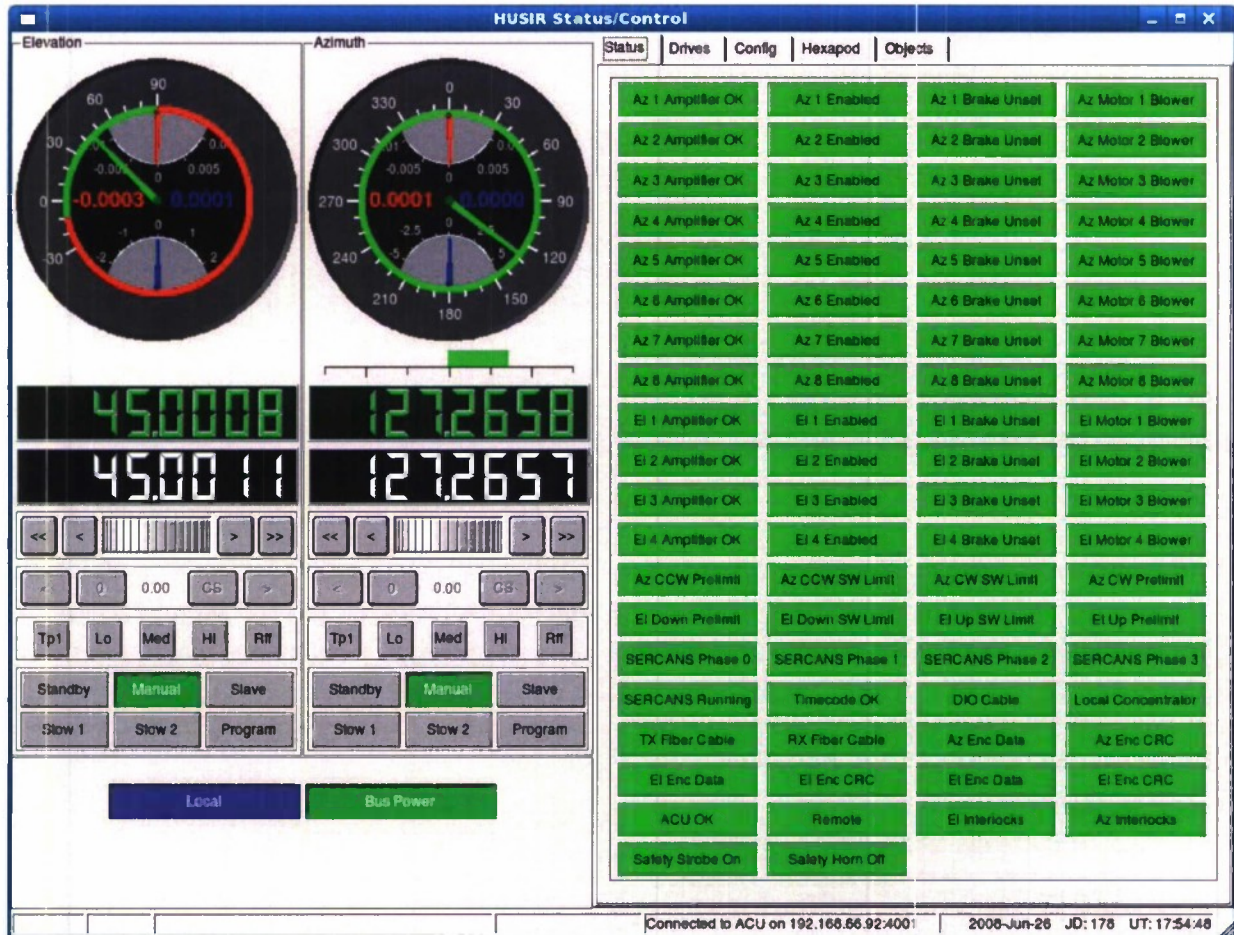 HUSIR Status/Control
Elevation
90
60
30
0
-30
0.005
0
-0.0003
0.0001
-1
0
1
-2
2
Azimuth
0
330
30
300
60
270
90
240
120
210
150
180
0.005
0
0.0001
0.0000
-2.5
0
2.5
-5
5
45.0008
127.2658
45.0011
127.2657
<< < > >>
<< < > >>
< 0 0.00 CS >
< 0 0.00 CS >
Tp1 Lo Med Hi Rff
Tp1 Lo Med Hi Rff
Standby Manual Slave
Standby Manual Slave
Stow 1 Stow 2 Program
Stow 1 Stow 2 Program
Local Bus Power
Status Drives Config Hexapod Objects
Az 1 Amplifier OK Az 1 Enabled Az 1 Brake Unset Az Motor 1 Blower
Az 2 Amplifier OK Az 2 Enabled Az 2 Brake Unset Az Motor 2 Blower
Az 3 Amplifier OK Az 3 Enabled Az 3 Brake Unset Az Motor 3 Blower
Az 4 Amplifier OK Az 4 Enabled Az 4 Brake Unset Az Motor 4 Blower
Az 5 Amplifier OK Az 5 Enabled Az 5 Brake Unset Az Motor 5 Blower
Az 6 Amplifier OK Az 6 Enabled Az 6 Brake Unset Az Motor 6 Blower
Az 7 Amplifier OK Az 7 Enabled Az 7 Brake Unset Az Motor 7 Blower
Az 8 Amplifier OK Az 8 Enabled Az 8 Brake Unset Az Motor 8 Blower
El 1 Amplifier OK El 1 Enabled El 1 Brake Unset El Motor 1 Blower
El 2 Amplifier OK El 2 Enabled El 2 Brake Unset El Motor 2 Blower
El 3 Amplifier OK El 3 Enabled El 3 Brake Unset El Motor 3 Blower
El 4 Amplifier OK El 4 Enabled El 4 Brake Unset El Motor 4 Blower
Az CCW Prelimit Az CCW SW Limit Az CW SW Limit Az CW Prelimit
El Down Prelimit El Down SW Limit El Up SW Limit El Up Prelimit
SERCANS Phase 0 SERCANS Phase 1 SERCANS Phase 2 SERCANS Phase 3
SERCANS Running Timecode OK DIO Cable Local Concentrator
TX Fiber Cable RX Fiber Cable Az Enc Data Az Enc CRC
El Enc Data El Enc CRC El Enc Data El Enc CRC
ACU OK Remote El Interlocks Az Interlocks
Safety Strobe On Safety Horn Off
Connected to ACU on 192.168.66.92:4001 2008-Jun-26 JD: 178 UT: 17:54:48